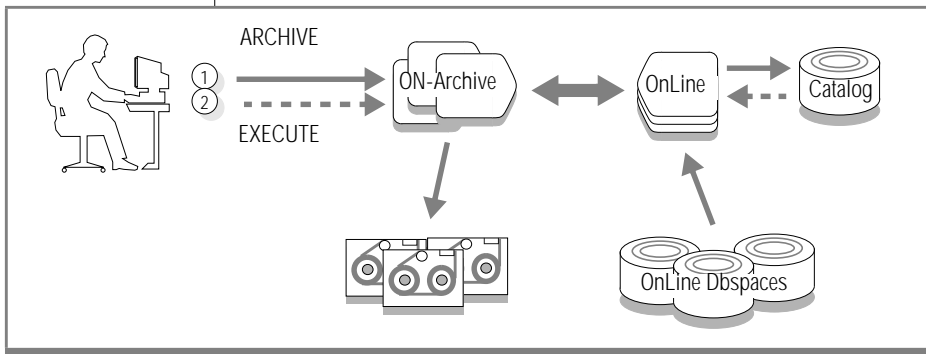 ARCHIVE
1
2
EXECUTE
ON-Archive
OnLine
Catalog
OnLine Dbspaces